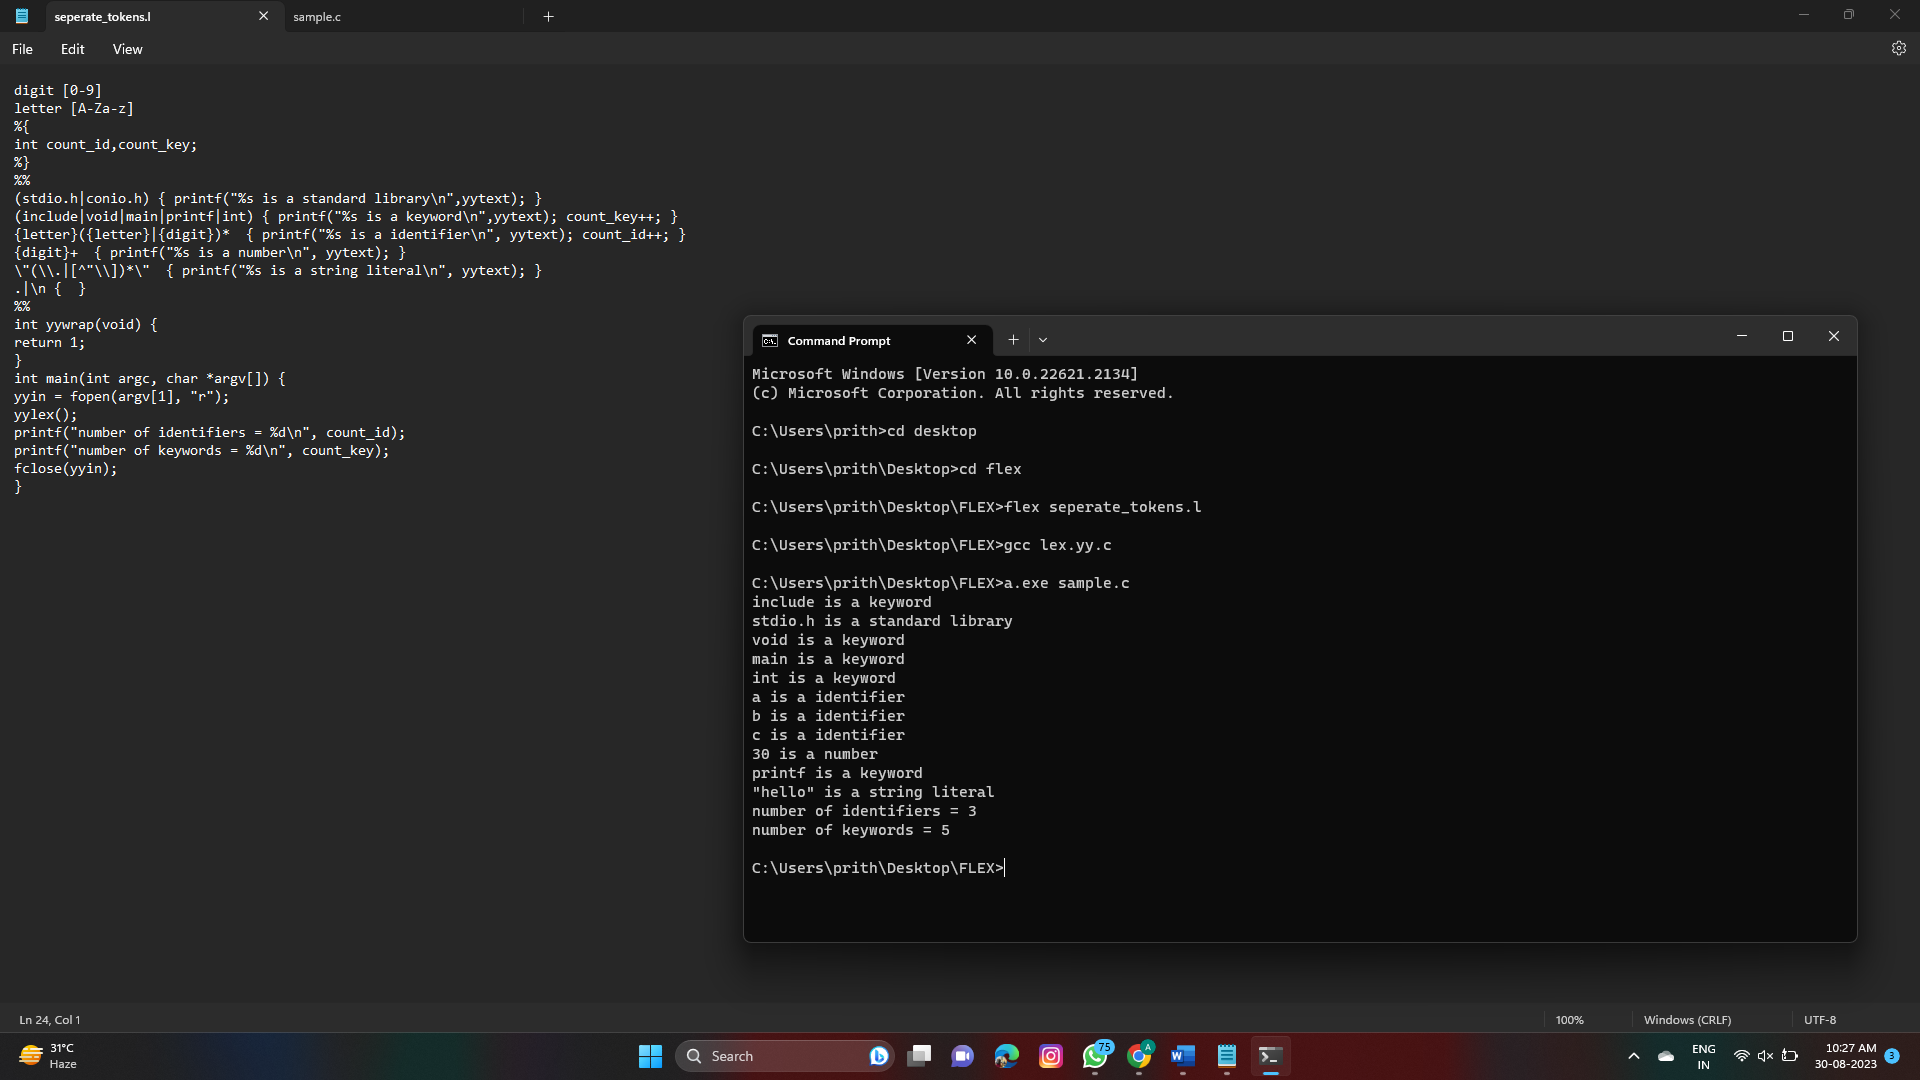 seperate_tokens.l
sample.c
File Edit View
digit [0-9]
letter [A-Za-z]
%{
int count_id,count_key;
%}
%%
(stdio.h|conio.h) { printf("%s is a standard library\n",yytext); }
(include|void|main|printf|int) { printf("%s is a keyword\n",yytext); count_key++; }
{letter}({letter}|{digit})*  { printf("%s is a identifier\n", yytext); count_id++; }
{digit}+  { printf("%s is a number\n", yytext); }
\"(\\.|[^"\\])*\"  { printf("%s is a string literal\n", yytext); }
.|\n {  }
%%
int yywrap(void) {
return 1;
}
int main(int argc, char *argv[]) {
yyin = fopen(argv[1], "r");
yylex();
printf("number of identifiers = %d\n", count_id);
printf("number of keywords = %d\n", count_key);
fclose(yyin);
}
Command Prompt
Microsoft Windows [Version 10.0.22621.2134]
(c) Microsoft Corporation. All rights reserved.
C:\Users\prith>cd desktop
C:\Users\prith\Desktop>cd flex
C:\Users\prith\Desktop\FLEX>flex seperate_tokens.l
C:\Users\prith\Desktop\FLEX>gcc lex.yy.c
C:\Users\prith\Desktop\FLEX>a.exe sample.c
include is a keyword
stdio.h is a standard library
void is a keyword
main is a keyword
int is a keyword
a is a identifier
b is a identifier
c is a identifier
30 is a number
printf is a keyword
"hello" is a string literal
number of identifiers = 3
number of keywords = 5
C:\Users\prith\Desktop\FLEX>
Ln 24, Col 1
100%
Windows (CRLF)
UTF-8
31°C
Haze
Search
75
A
ENG
IN
10:27 AM
30-08-2023
3